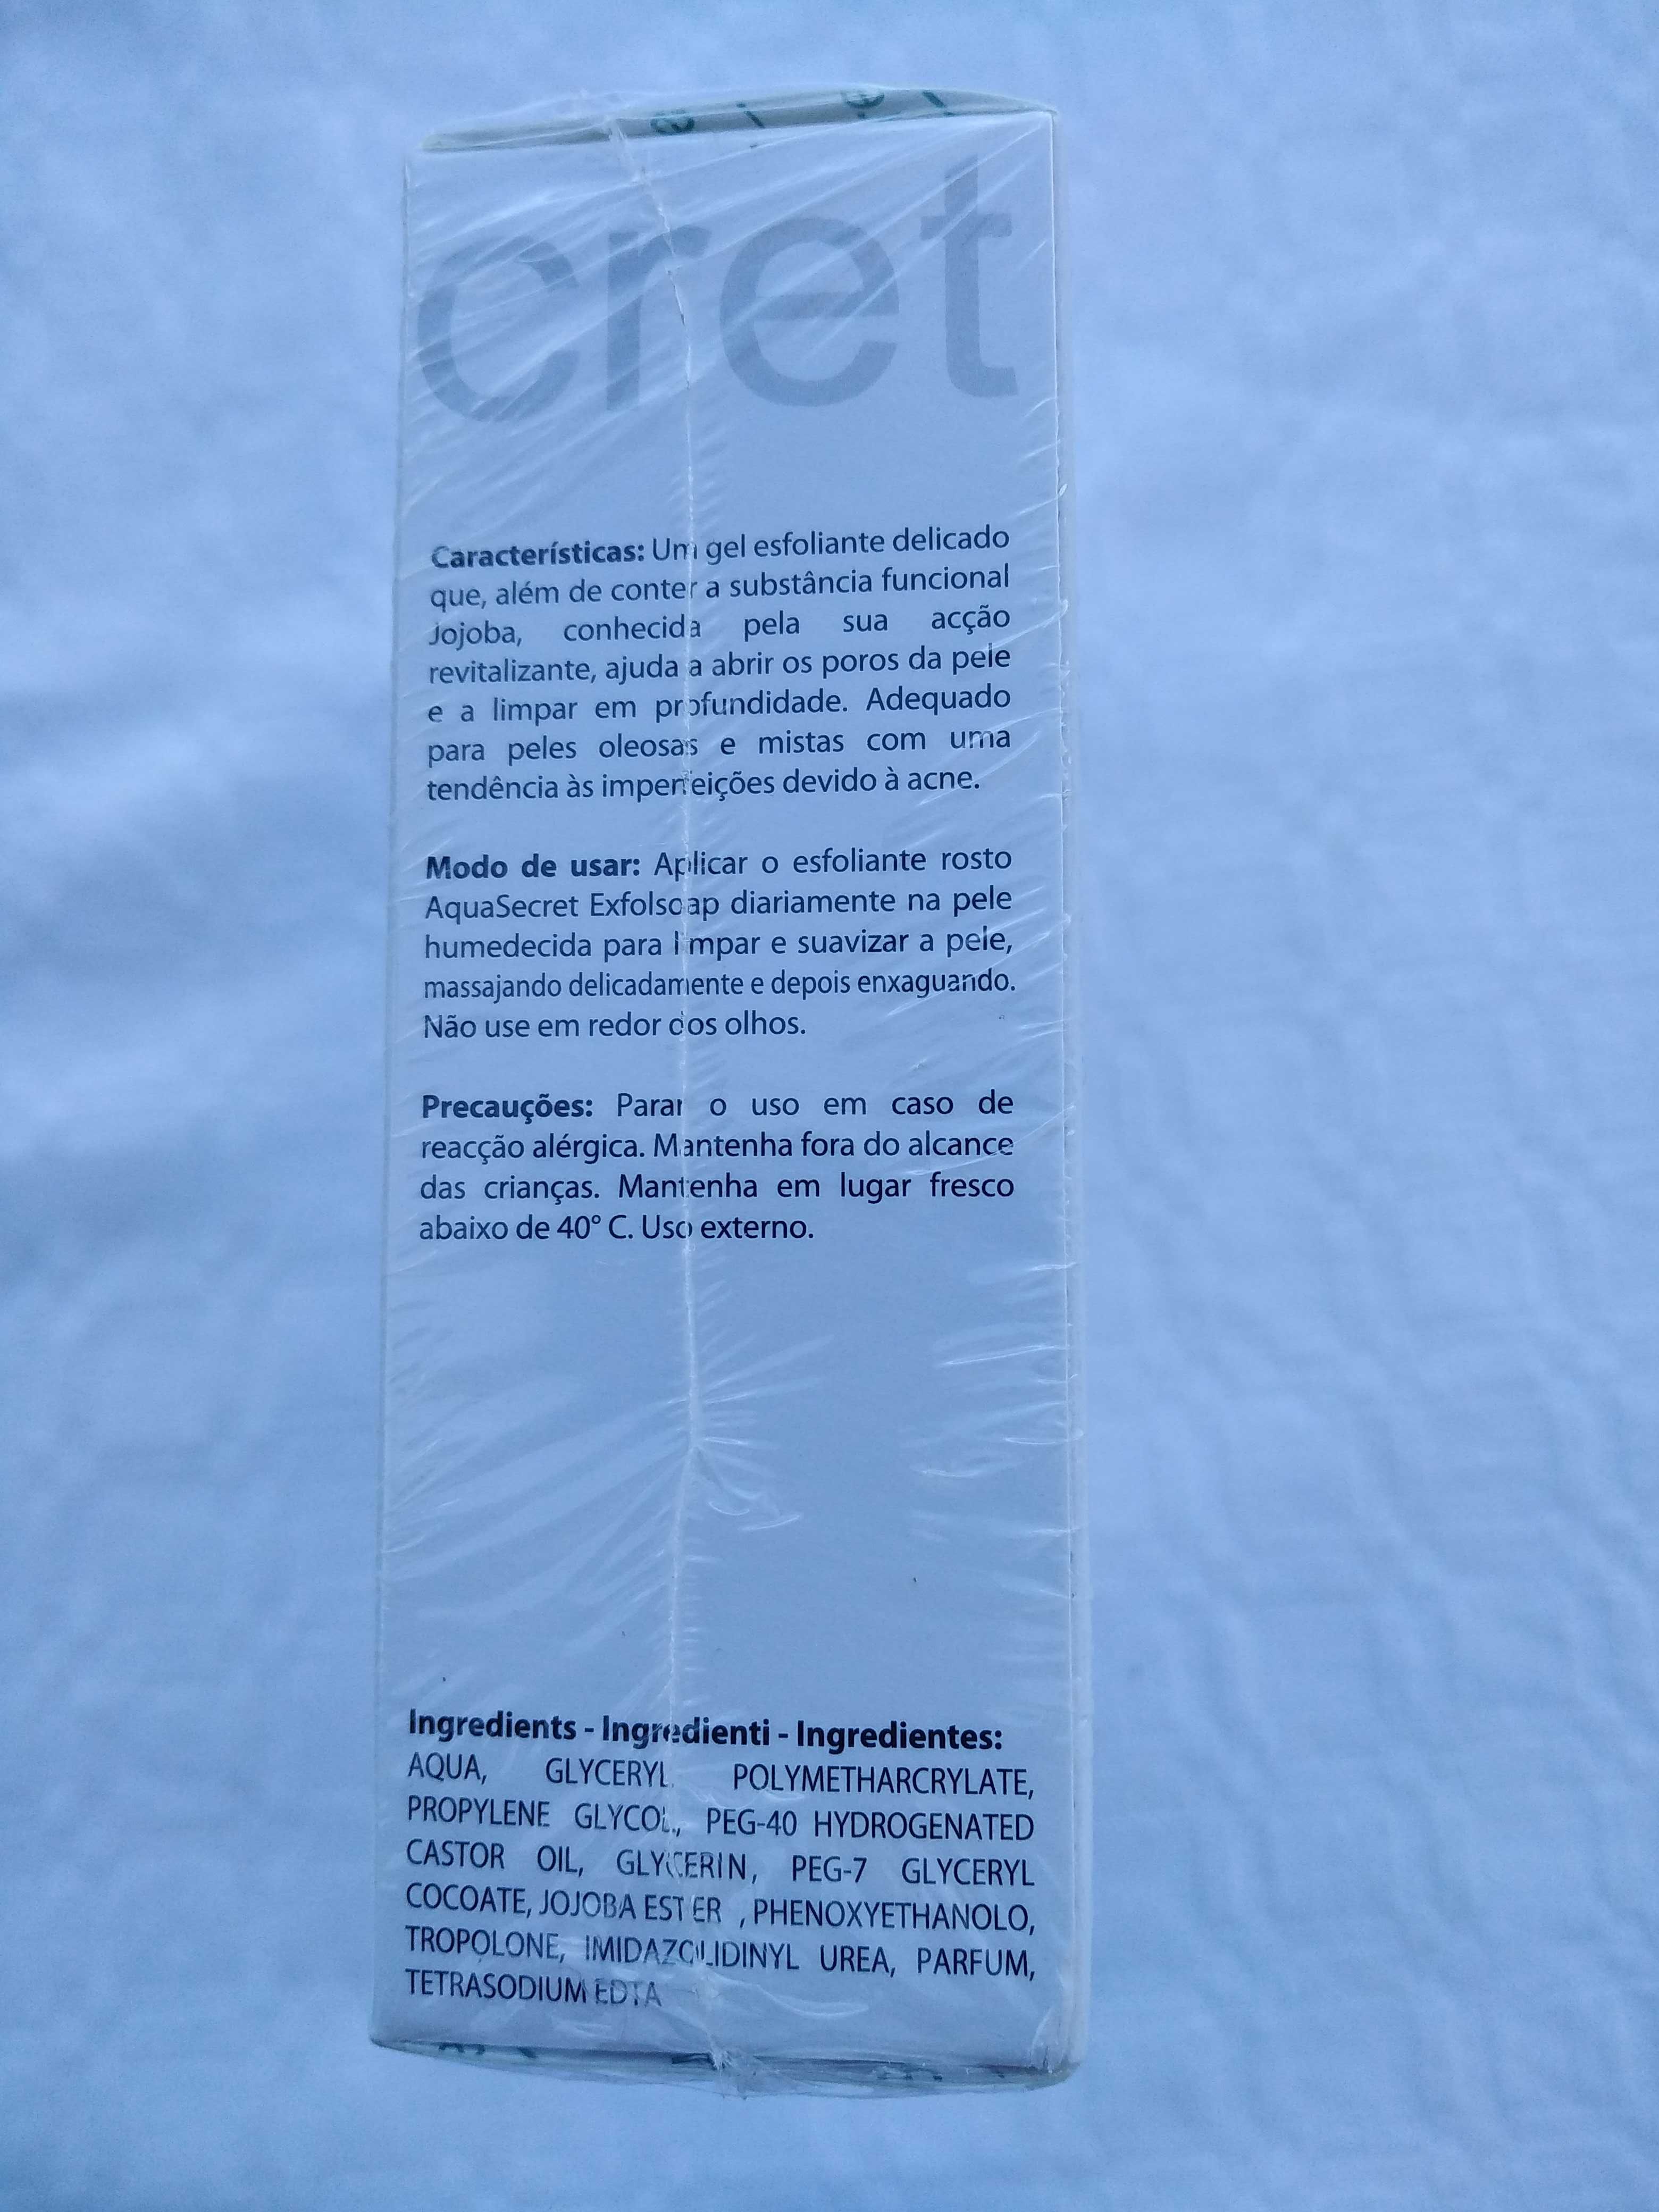 cret
Características: Um gel esfoliante delicado
que, além de conter a substância funcional
Jojoba, conhecida pela sua acção
revitalizante, ajuda a abrir os poros da pele
e a limpar em profundidade. Adequado
para peles oleosas e mistas com uma
tendência às imperfeições devido à acne.
Modo de usar: Aplicar o esfoliante rosto
AquaSecret Exfolsoap diariamente na pele
humedecida para limpar e suavizar a pele,
massajando delicadamente e depois enxaguando.
Não use em redor dos olhos.
Precauções: Parar o uso em caso de
reacção alérgica. Mantenha fora do alcance
das crianças. Mantenha em lugar fresco
abaixo de 40° C. Uso externo.
Ingredients - Ingredienti - Ingredientes:
AQUA, GLYCERYL POLYMETHARCRYLATE,
PROPYLENE GLYCOL, PEG-40 HYDROGENATED
CASTOR OIL, GLYCERIN, PEG-7 GLYCERYL
COCOATE, JOJOBA ESTER , PHENOXYETHANOLO,
TROPOLONE, IMIDAZOLIDINYL UREA, PARFUM,
TETRASODIUM EDTA